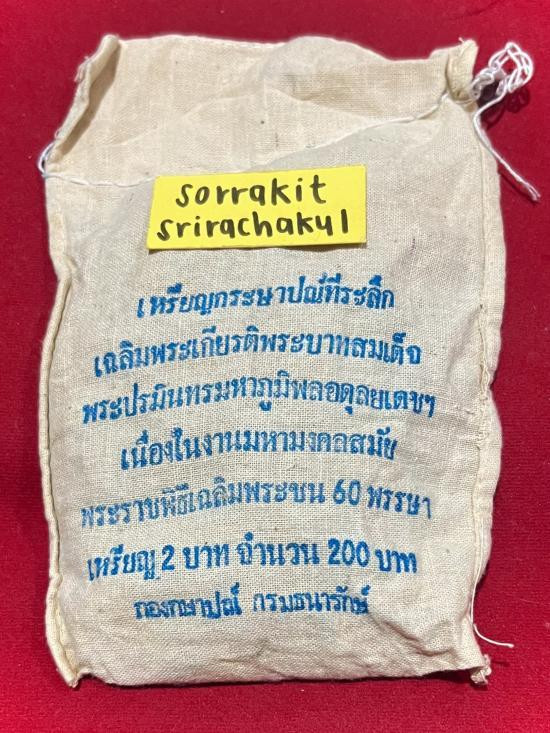 sorrakit
srirachakul
เหรียญกระษาปณ์ที่ระลึก
เฉลิมพระเกียรติพระบาทสมเด็จ
พระปรมินทรมหาภูมิพลอดุลยเดชฯ
เนื่องในงานมหามงคลสมัย
พระราชพิธีเฉลิมพระชน 60 พรรษา
เหรียญ 2 บาท จำนวน 200 บาท
กองกษาปณ์ กรมธนารักษ์